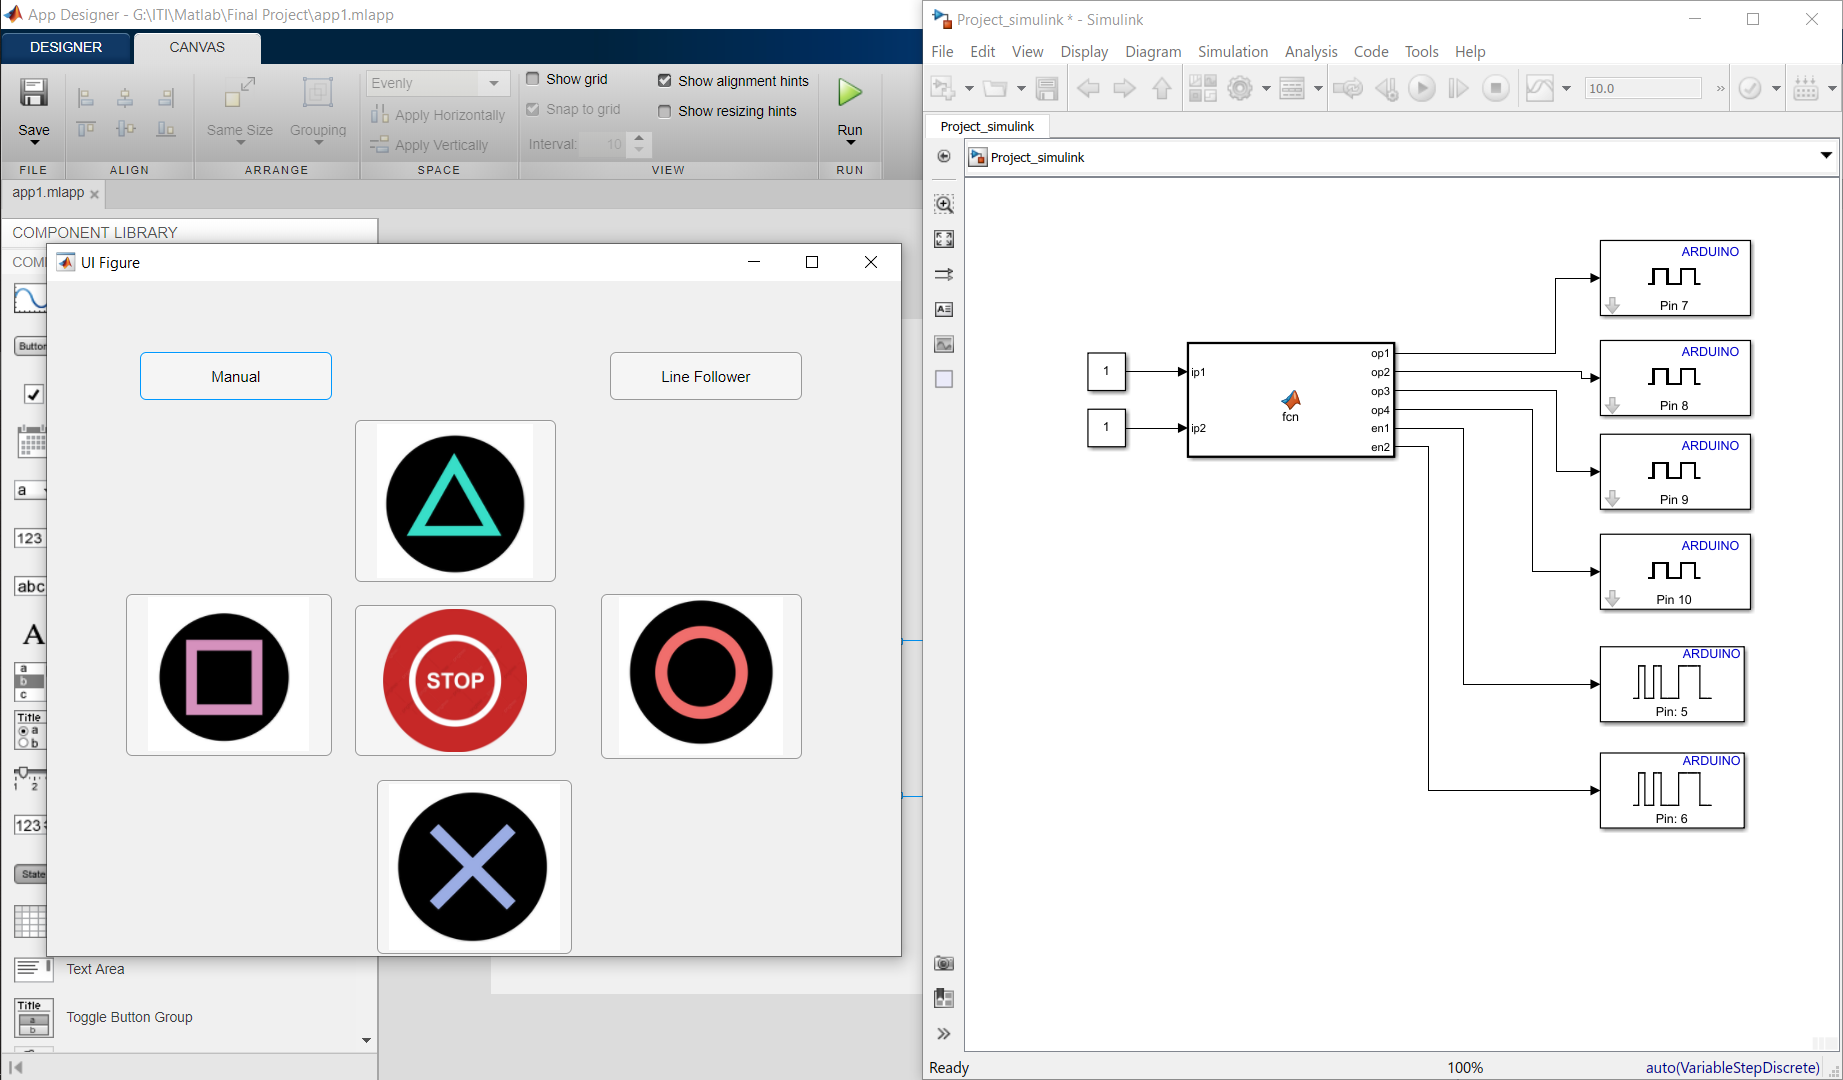 App Designer - G:\ITI\Matlab\Final Project\app1.mlapp
DESIGNER
CANVAS
Save
FILE
ALIGN
Same Size
Grouping
ARRANGE
Evenly
Apply Horizontally
Apply Vertically
SPACE
Show grid
Snap to grid
Interval:
10
Show alignment hints
Show resizing hints
VIEW
Run
RUN
app1.mlapp
COMPONENT LIBRARY
COM
UI Figure
Manual
Line Follower
STOP
Button
a
123
abc
A
a
b
c
Title
a
b
1 2
123
State
Text Area
Title
a
b
Toggle Button Group
Project_simulink * - Simulink
File Edit View Display Diagram Simulation Analysis Code Tools Help
10.0
Project_simulink
Project_simulink
1
1
ip1
ip2
fcn
op1
op2
op3
op4
en1
en2
ARDUINO
Pin 7
ARDUINO
Pin 8
ARDUINO
Pin 9
ARDUINO
Pin 10
ARDUINO
Pin: 5
ARDUINO
Pin: 6
Ready
100%
auto(VariableStepDiscrete)